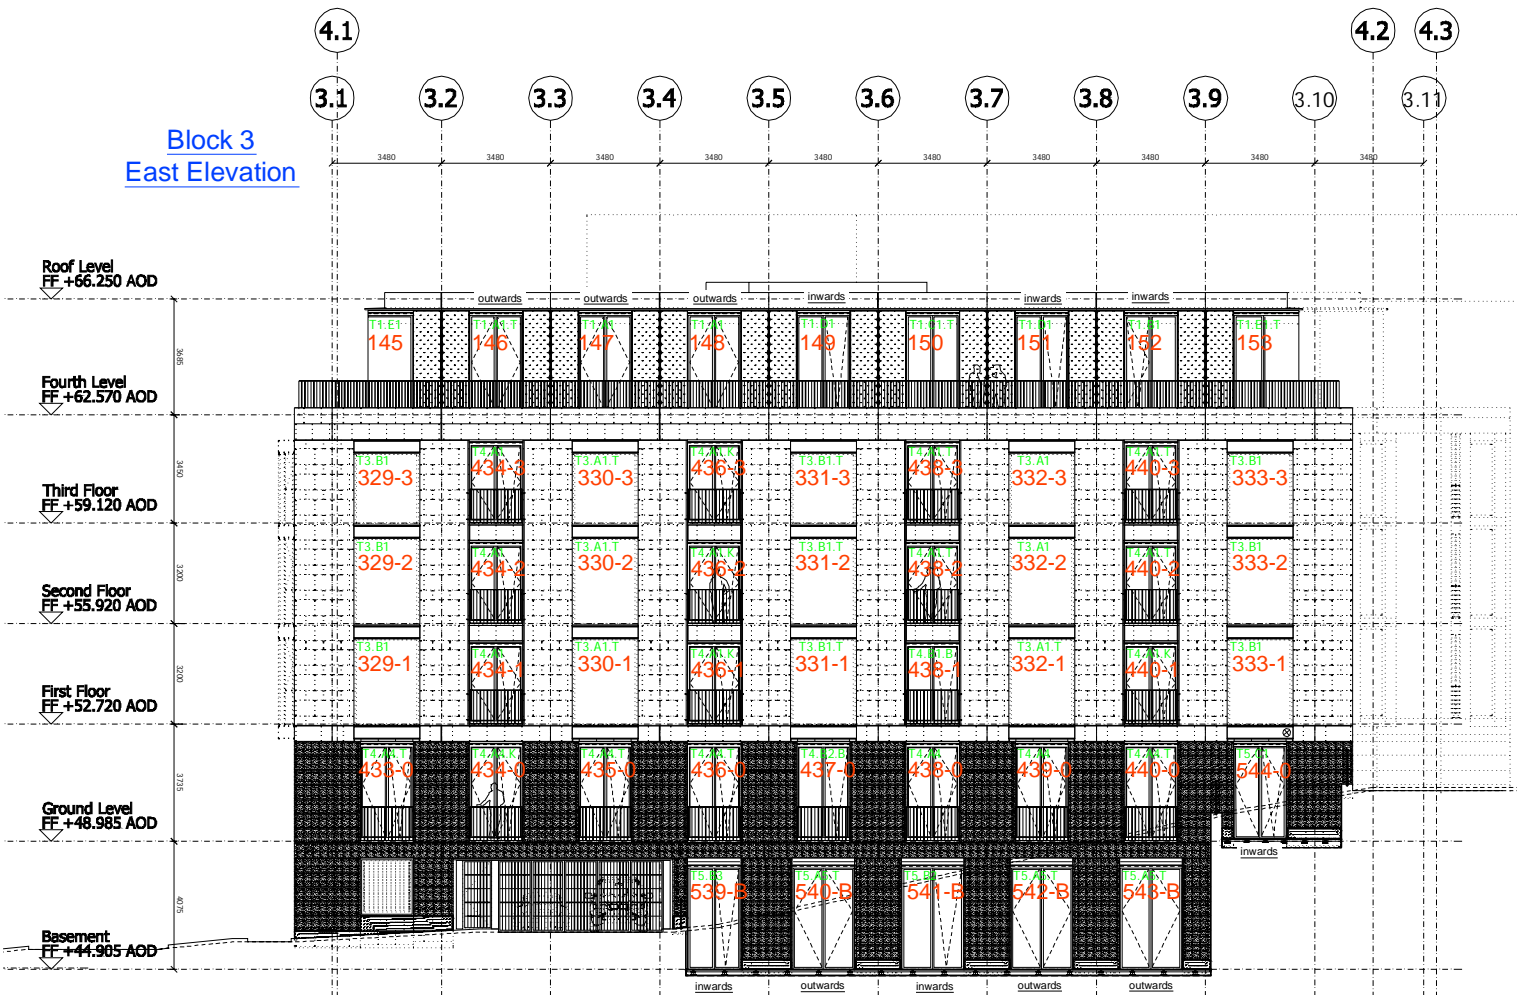 4.1 4.2 4.3
3.1 3.2 3.3 3.4 3.5 3.6 3.7 3.8 3.9 3.10 3.11
Block 3
East Elevation
3480 3480 3480 3480 3480 3480 3480 3480 3480 3480
Roof Level
FF +66.250 AOD
outwards outwards outwards inwards inwards inwards
145 146 147 148 149 150 151 152 153
3685
Fourth Level
FF +62.570 AOD
T3.B1 T3.A1.T T3.B1.T T3.A1 T3.B1
329-3 434-3 330-3 436-3 331-3 438-3 332-3 440-3 333-3
3450
Third Floor
FF +59.120 AOD
T3.B1 T3.A1.T T3.B1.T T3.A1 T3.B1
329-2 434-2 330-2 436-2 331-2 438-2 332-2 440-2 333-2
3200
Second Floor
FF +55.920 AOD
T3.B1 T3.A1.T T3.B1.T T3.A1.T T3.B1
329-1 434-1 330-1 436-1 331-1 438-1 332-1 440-1 333-1
3200
First Floor
FF +52.720 AOD
433-0 434-0 435-0 436-0 437-0 438-0 439-0 440-0 544-0
3735
Ground Level
FF +48.985 AOD
inwards
539-B 540-B 541-B 542-B 543-B
4075
Basement
FF +44.905 AOD
inwards outwards inwards outwards outwards